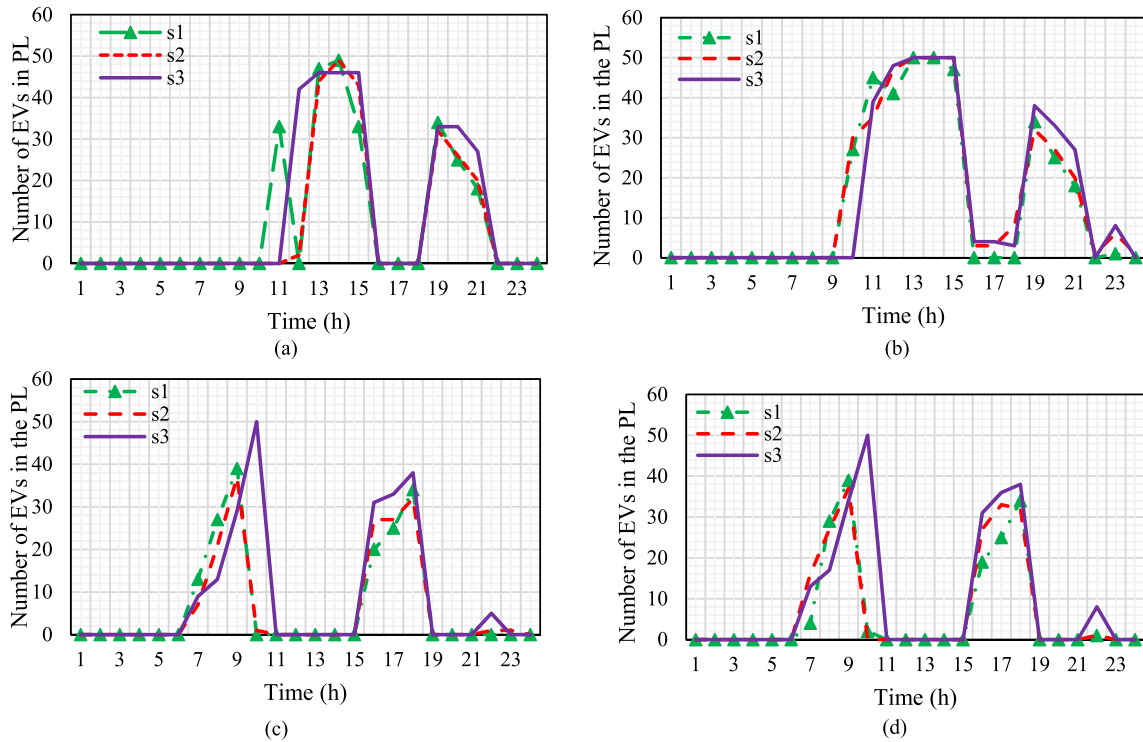 60
50
40
30
20
10
0
Number of EVs in PL
s1
s2
s3
1 3 5 7 9 11 13 15 17 19 21 23
Time (h)
(a)
60
50
40
30
20
10
0
Number of EVs in the PL
s1
s2
s3
1 3 5 7 9 11 13 15 17 19 21 23
Time (h)
(b)
60
50
40
30
20
10
0
Number of EVs in the PL
s1
s2
s3
1 3 5 7 9 11 13 15 17 19 21 23
Time (h)
(c)
60
50
40
30
20
10
0
Number of EVs in the PL
s1
s2
s3
1 3 5 7 9 11 13 15 17 19 21 23
Time (h)
(d)